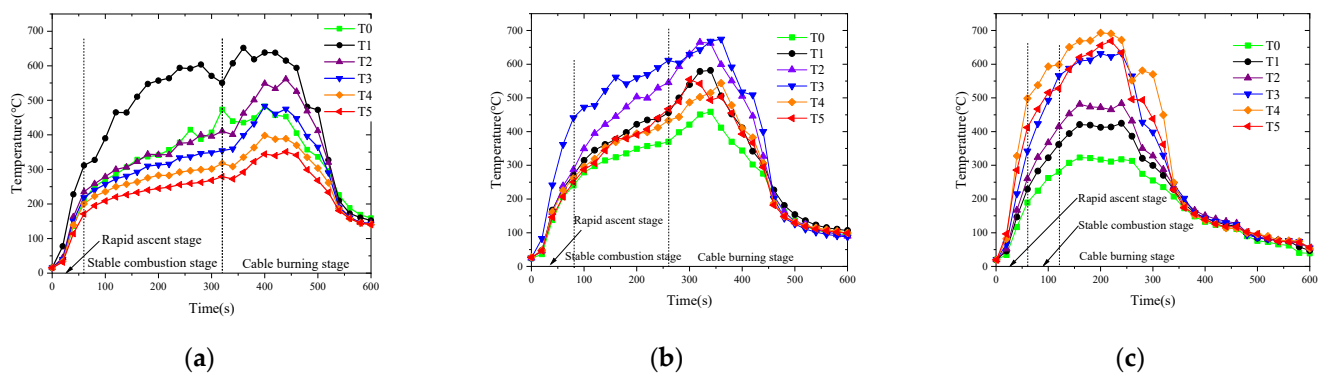 700
600
500
400
300
200
100
0
Temperature(℃)
T0
T1
T2
T3
T4
T5
Rapid ascent stage
Stable combustion stage
Cable burning stage
0 100 200 300 400 500 600
Time(s)
(a)
700
600
500
400
300
200
100
0
Temperature(℃)
T0
T1
T2
T3
T4
T5
Rapid ascent stage
Stable combustion stage
Cable burning stage
0 100 200 300 400 500 600
Time(s)
(b)
700
600
500
400
300
200
100
0
Temperature(℃)
T0
T1
T2
T3
T4
T5
Rapid ascent stage
Stable combustion stage
Cable burning stage
0 100 200 300 400 500 600
Time(s)
(c)